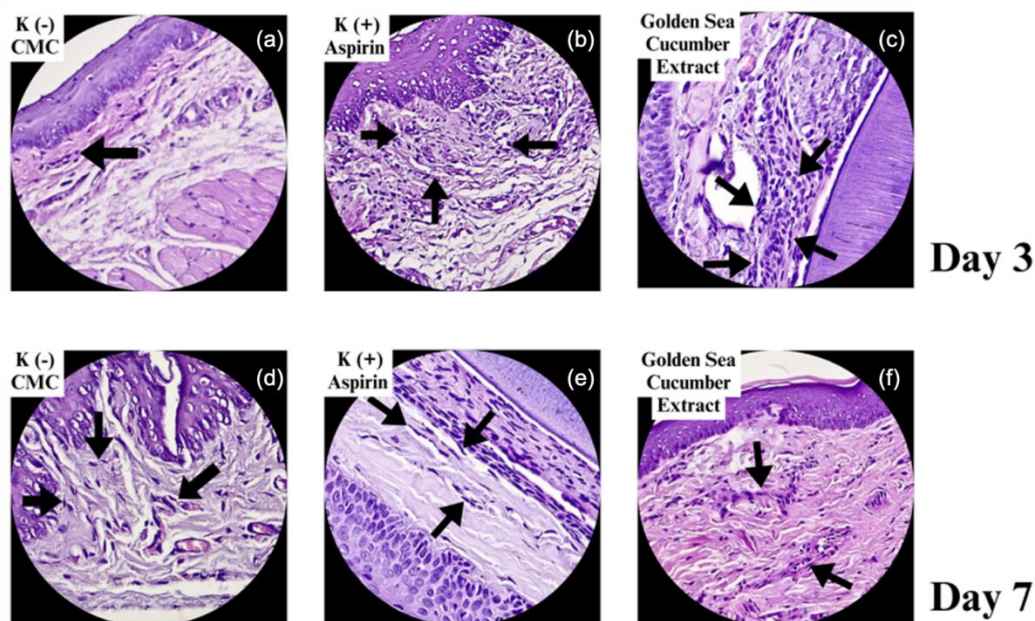 K (-)
CMC
(a)
K (+)
Aspirin
(b)
Golden Sea
Cucumber
Extract
(c)
Day 3
K (-)
CMC
(d)
K (+)
Aspirin
(e)
Golden Sea
Cucumber
Extract
(f)
Day 7